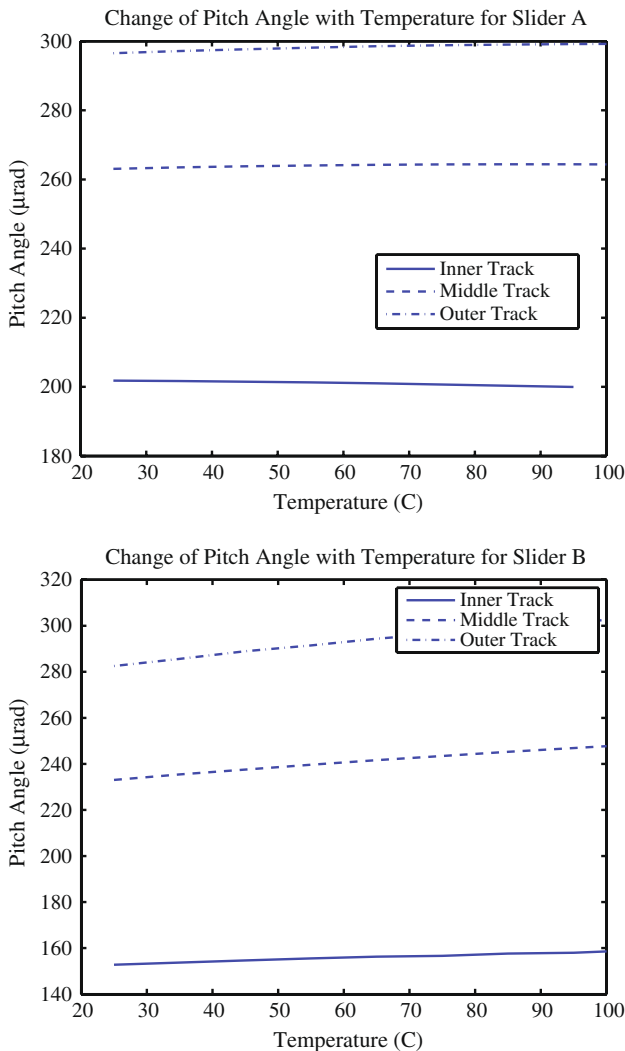 Change of Pitch Angle with Temperature for Slider A
300
280
260
240
220
200
180
Pitch Angle (μrad)
Inner Track
Middle Track
Outer Track
20 30 40 50 60 70 80 90 100
Temperature (C)
Change of Pitch Angle with Temperature for Slider B
320
300
280
260
240
220
200
180
160
140
Pitch Angle (μrad)
Inner Track
Middle Track
Outer Track
20 30 40 50 60 70 80 90 100
Temperature (C)